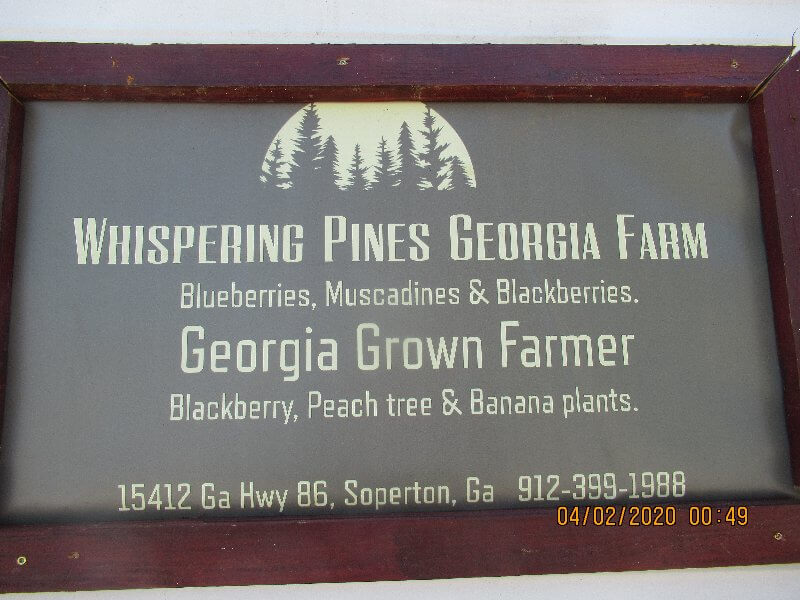 WHISPERING PINES GEORGIA FARM
Blueberries, Muscadines & Blackberries.
Georgia Grown Farmer
Blackberry, Peach tree & Banana plants.
15412 Ga Hwy 86, Soperton, Ga 912-399-1988
04/02/2020 00:49